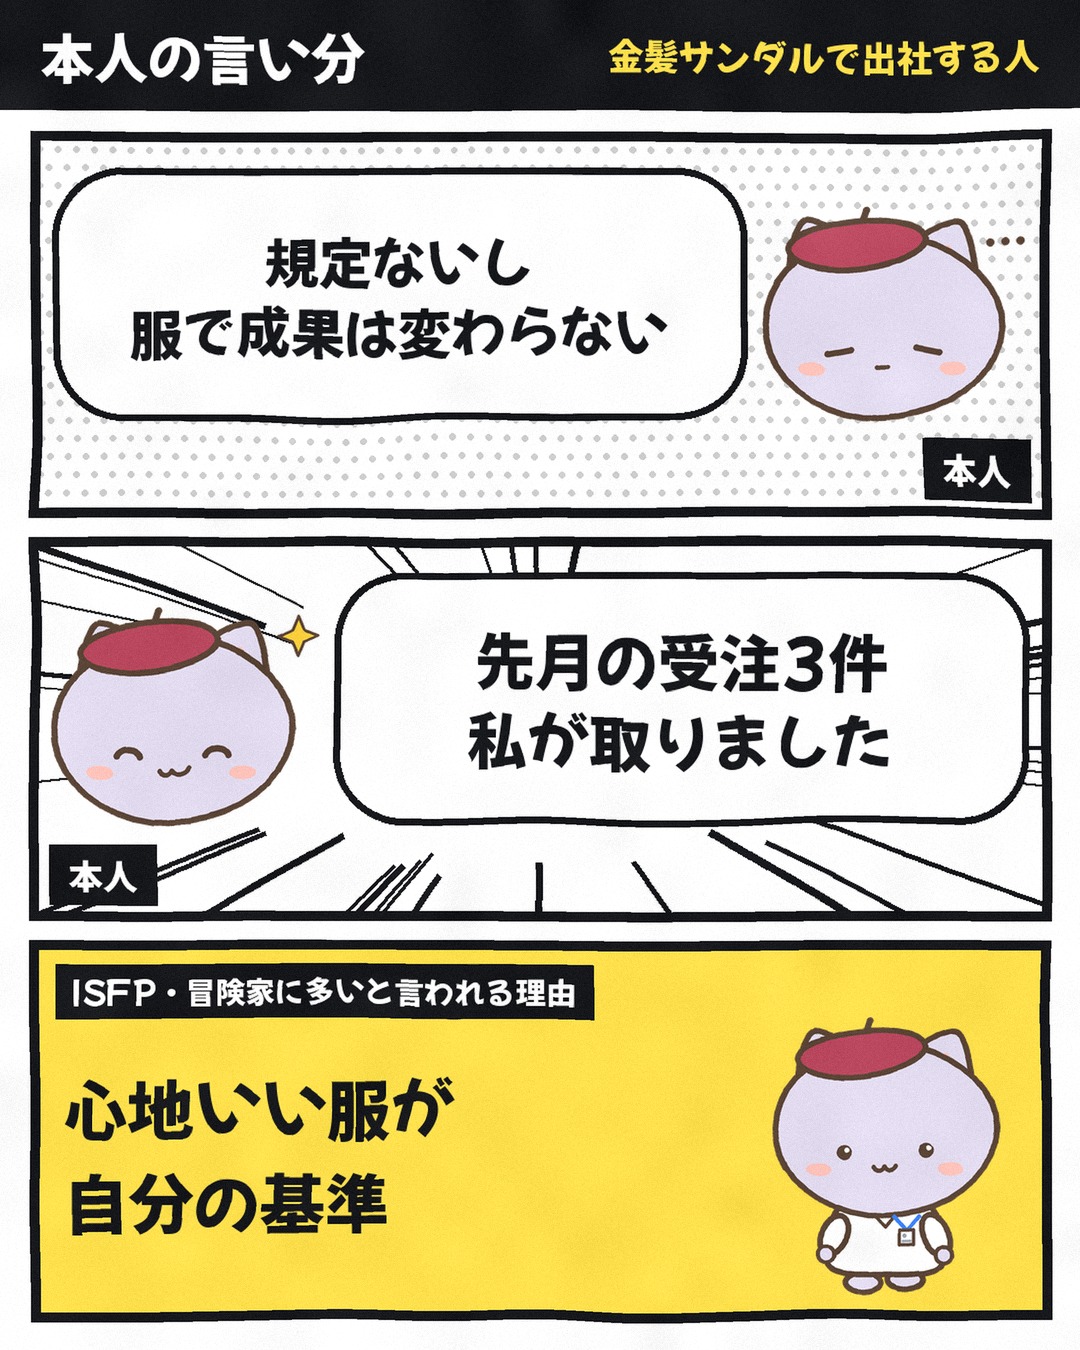 本人の言い分
金髪サンダルで出社する人
規定ないし
服で成果は変わらない
本人
先月の受注3件
私が取りました
本人
ISFP・冒険家に多いと言われる理由
心地いい服が
自分の基準